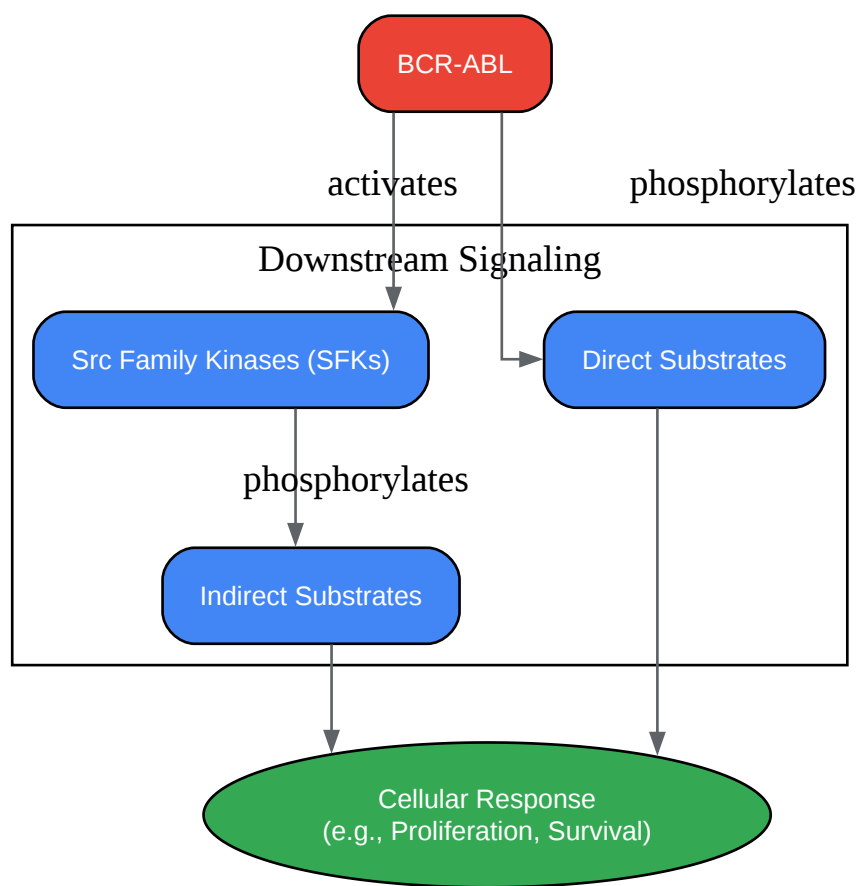 BCR-ABL
activates
phosphorylates
Downstream Signaling
Src Family Kinases (SFKs)
Direct Substrates
phosphorylates
Indirect Substrates
Cellular Response
(e.g., Proliferation, Survival)